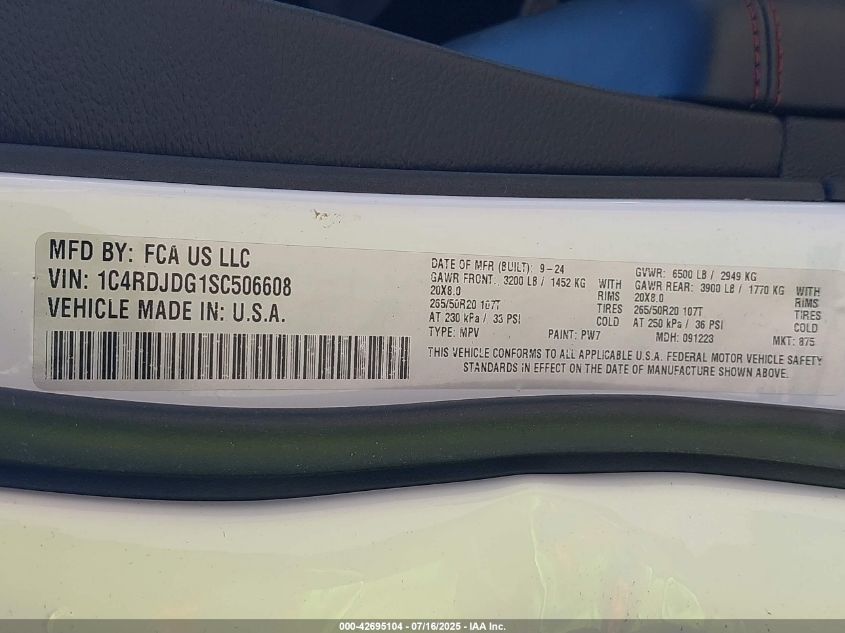 MFD BY: FCA US LLC
VIN: 1C4RDJDG1SC506608
VEHICLE MADE IN: U.S.A.
DATE OF MFR (BUILT): 9-24
GAWR FRONT: 3200 LB / 1452 KG WITH
20X8.0 RIMS
265/50R20 107T TIRES
AT 230 kPa / 33 PSI COLD
TYPE: MPV PAINT: PW7
GVWR: 6500 LB / 2949 KG
GAWR REAR: 3900 LB / 1770 KG WITH
20X8.0 RIMS
265/50R20 107T TIRES
AT 250 kPa / 36 PSI COLD
MDH: 091223 MKT: 875
THIS VEHICLE CONFORMS TO ALL APPLICABLE U.S.A. FEDERAL MOTOR VEHICLE SAFETY
STANDARDS IN EFFECT ON THE DATE OF MANUFACTURE SHOWN ABOVE.
000-42695104 - 07/16/2025 - IAA Inc.